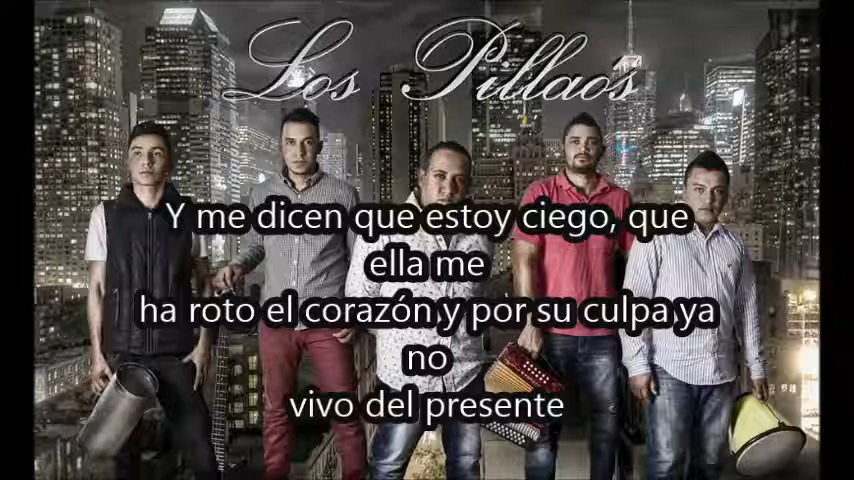 Los Pillaos
Y me dicen que estoy ciego, que
ella me
ha roto el corazón y por su culpa ya
no
vivo del presente